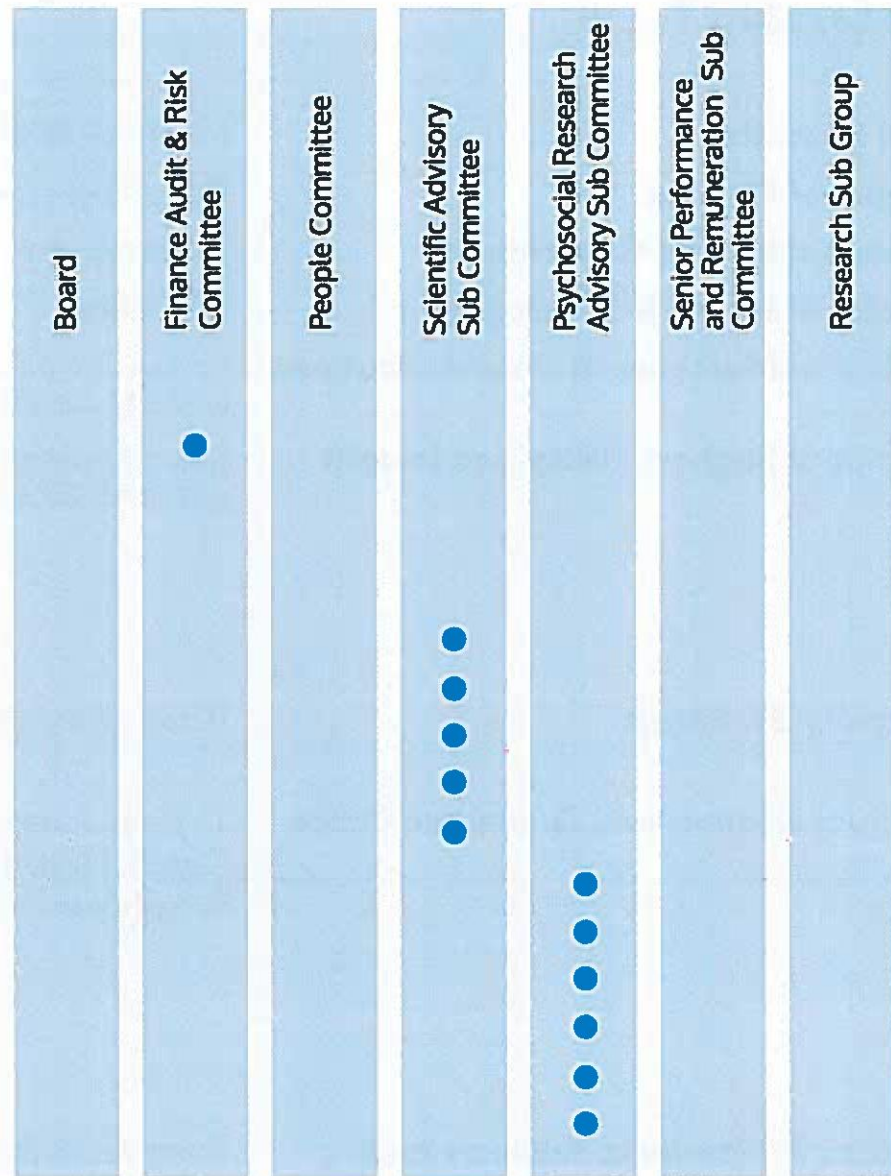 Board
Finance Audit & Risk
Committee
People Committee
Scientific Advisory
Sub Committee
Psychosocial Research
Advisory Sub Committee
Senior Performance
and Remuneration Sub
Committee
Research Sub Group